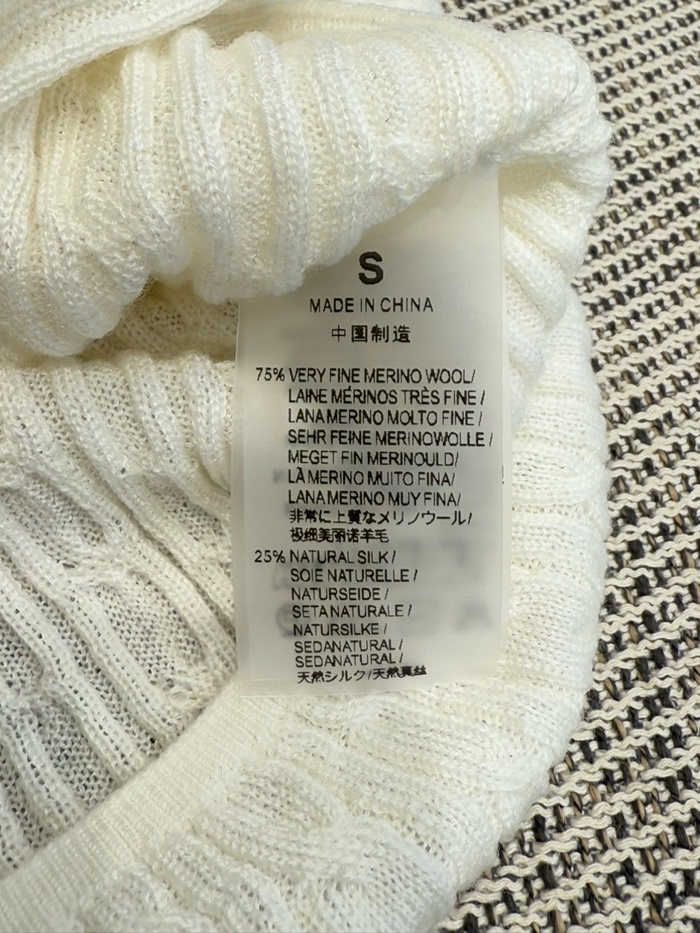 S
MADE IN CHINA
中国制造
75% VERY FINE MERINO WOOL/
LAINE MÉRINOS TRÈS FINE /
LANA MERINO MOLTO FINE /
SEHR FEINE MERINOWOLLE /
MEGET FIN MERINOULD/
LÃ MERINO MUITO FINA/
LANA MERINO MUY FINA/
非常に上質なメリノウール/
极细美丽诺羊毛
25% NATURAL SILK /
SOIE NATURELLE /
NATURSEIDE /
SETA NATURALE /
NATURSILKE /
SEDANATURAL /
SEDANATURAL /
天然シルク/天然真丝